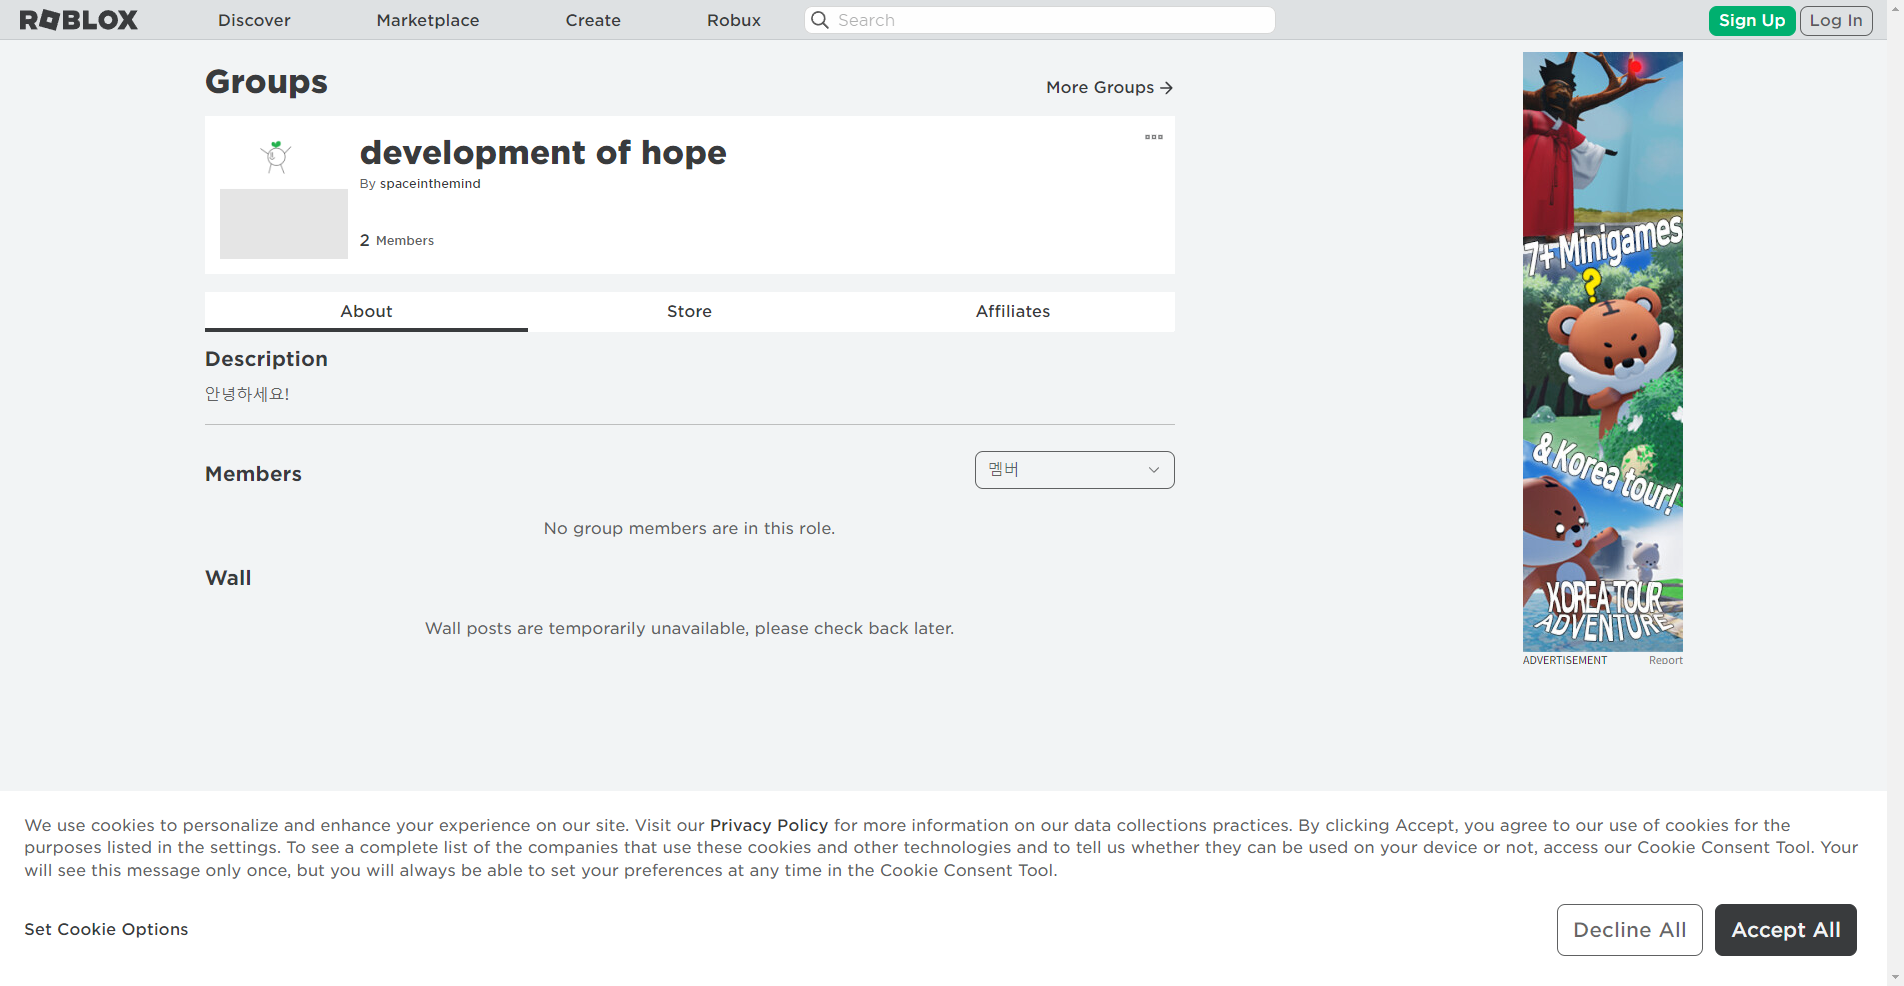 ROBLOX
Discover
Marketplace
Create
Robux
Search
Sign Up
Log In
Groups
More Groups →
development of hope
By spaceinthemind
2 Members
About
Store
Affiliates
Description
안녕하세요!
Members
멤버
No group members are in this role.
Wall
Wall posts are temporarily unavailable, please check back later.
7+ Minigames
?
& Korea tour!
KOREA TOUR
ADVENTURE
ADVERTISEMENT
Report
We use cookies to personalize and enhance your experience on our site. Visit our Privacy Policy for more information on our data collections practices. By clicking Accept, you agree to our use of cookies for the
purposes listed in the settings. To see a complete list of the companies that use these cookies and other technologies and to tell us whether they can be used on your device or not, access our Cookie Consent Tool. Your
will see this message only once, but you will always be able to set your preferences at any time in the Cookie Consent Tool.
Set Cookie Options
Decline All
Accept All